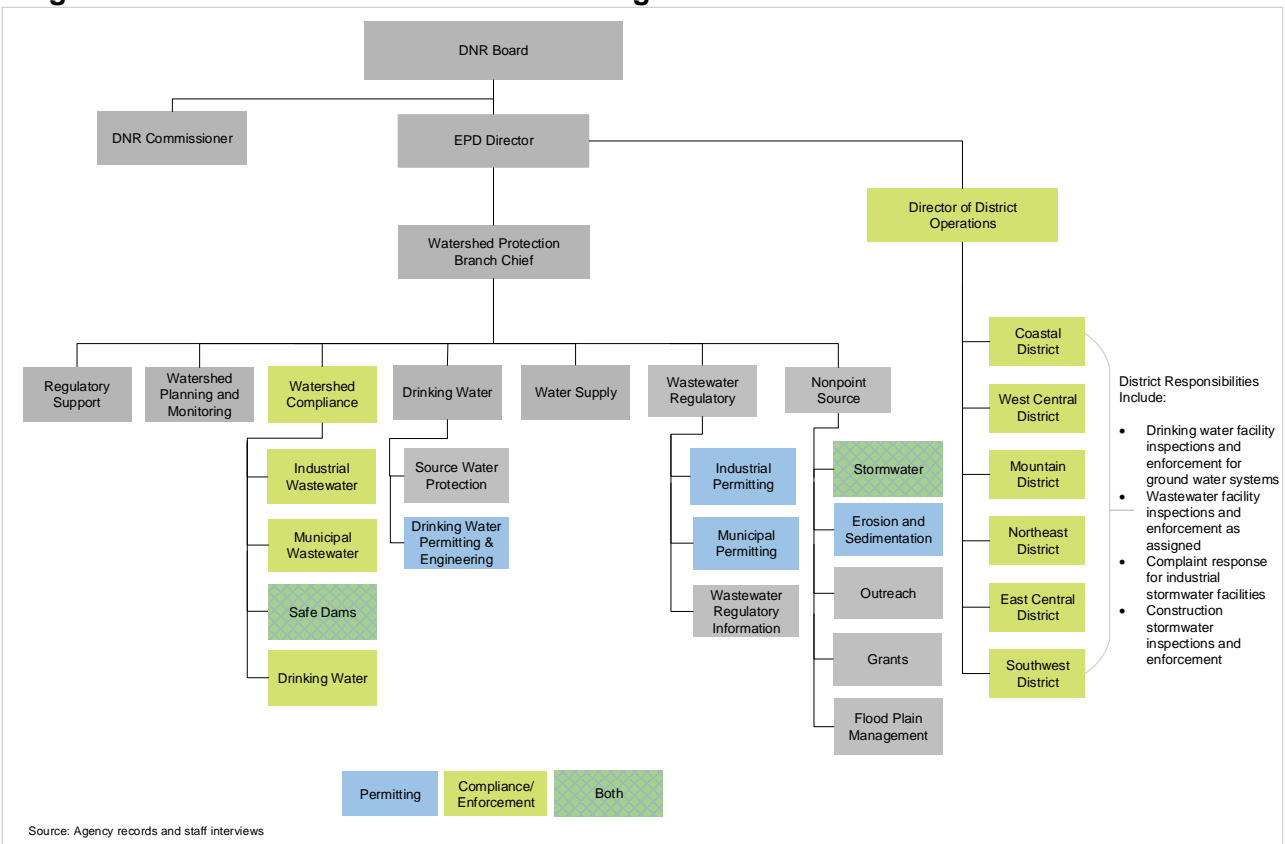 DNR Board
DNR Commissioner
EPD Director
Director of District
Operations
Watershed Protection
Branch Chief
Regulatory
Support
Watershed
Planning and
Monitoring
Watershed
Compliance
Drinking Water
Water Supply
Wastewater
Regulatory
Nonpoint
Source
Industrial
Wastewater
Municipal
Wastewater
Safe Dams
Drinking Water
Source Water
Protection
Drinking Water
Permitting &
Engineering
Industrial
Permitting
Municipal
Permitting
Wastewater
Regulatory
Information
Stormwater
Erosion and
Sedimentation
Outreach
Grants
Flood Plain
Management
Coastal
District
West Central
District
Mountain
District
Northeast
District
East Central
District
Southwest
District
District Responsibilities
Include:
• Drinking water facility
inspections and
enforcement for
ground water systems
• Wastewater facility
inspections and
enforcement as
assigned
• Complaint response
for industrial
stormwater facilities
• Construction
stormwater
inspections and
enforcement
Permitting
Compliance/
Enforcement
Both
Source: Agency records and staff interviews